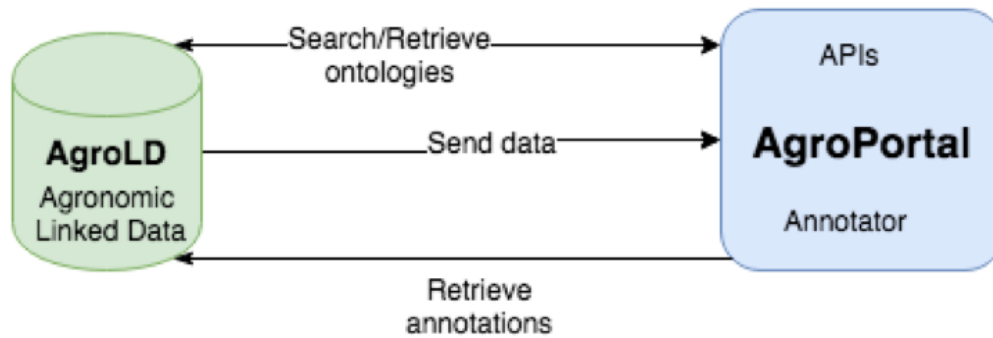 Search/Retrieve
ontologies
APIs
AgroLD
Agronomic
Linked Data
Send data
AgroPortal
Annotator
Retrieve
annotations